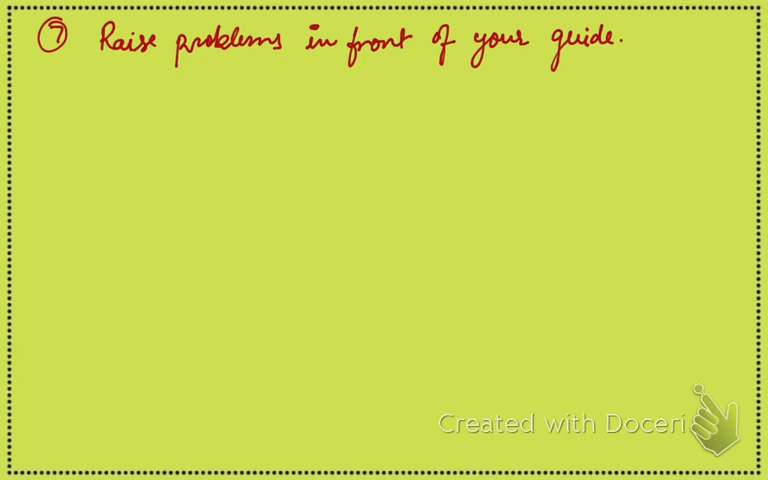 ⑦ Raise problems in front of your guide.
Created with Doceri